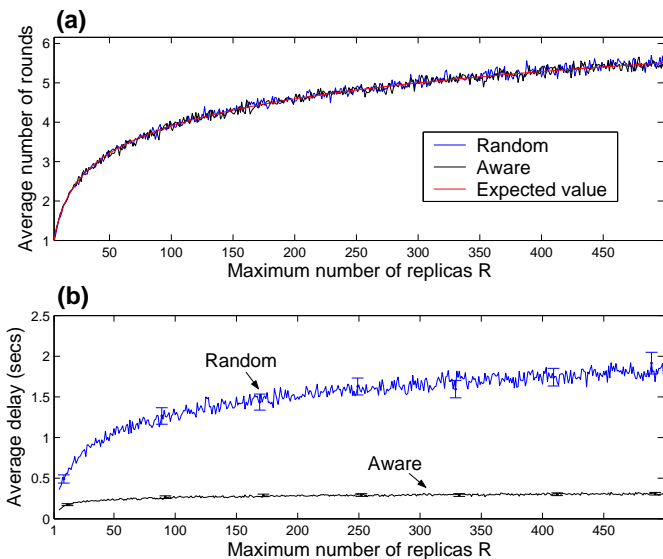 (a)
Average number of rounds
6
5
4
3
2
1
50 100 150 200 250 300 350 400 450
Maximum number of replicas R
Random
Aware
Expected value
(b)
Average delay (secs)
2.5
2
1.5
1
0.5
0
1 50 100 150 200 250 300 350 400 450
Maximum number of replicas R
Random
Aware